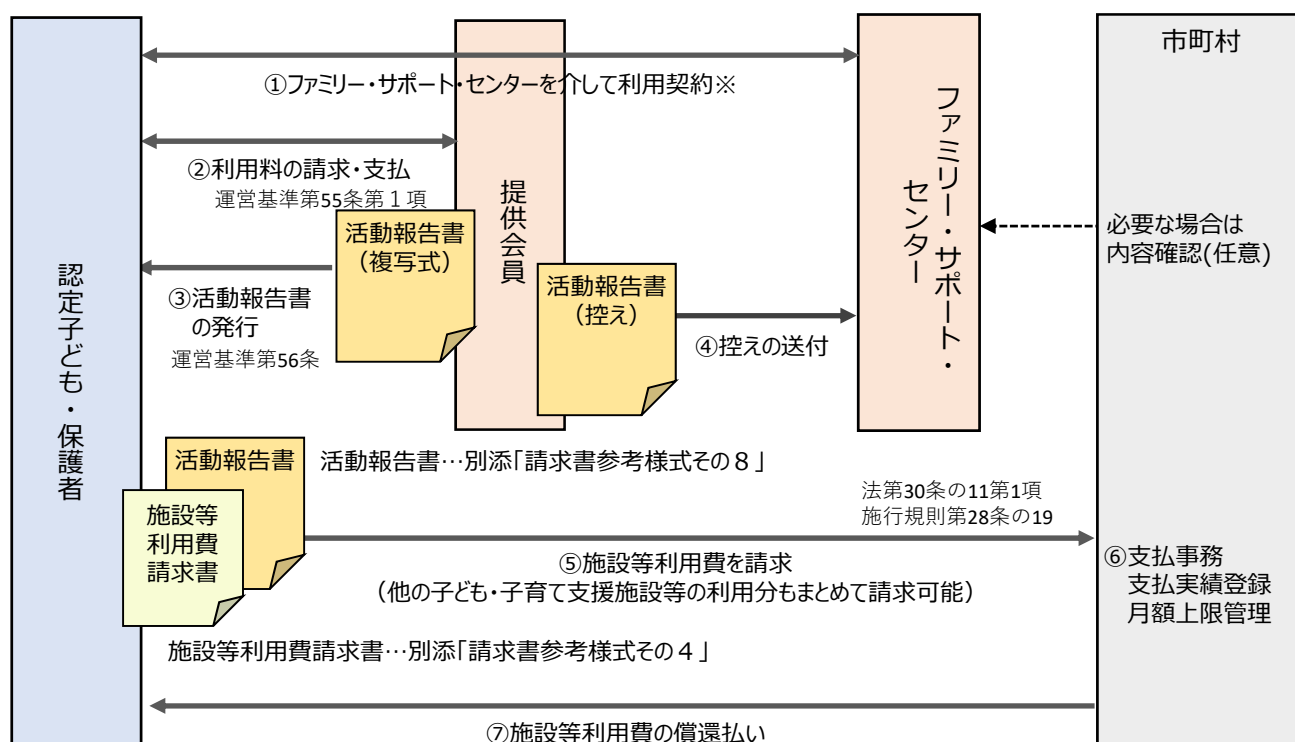 市町村
①ファミリー・サポート・センターを介して利用契約※
②利用料の請求・支払
運営基準第55条第１項
提供会員
ファミリー・サポート・
センター
認定子ども・保護者
活動報告書
（複写式）
必要な場合は
内容確認(任意)
③活動報告書
の発行
運営基準第56条
活動報告書
（控え）
④控えの送付
活動報告書
活動報告書…別添「請求書参考様式その８」
施設等
利用費
請求書
法第30条の11第1項
施行規則第28条の19
⑤施設等利用費を請求
（他の子ども・子育て支援施設等の利用分もまとめて請求可能）
⑥支払事務
支払実績登録
月額上限管理
施設等利用費請求書…別添「請求書参考様式その４」
⑦施設等利用費の償還払い